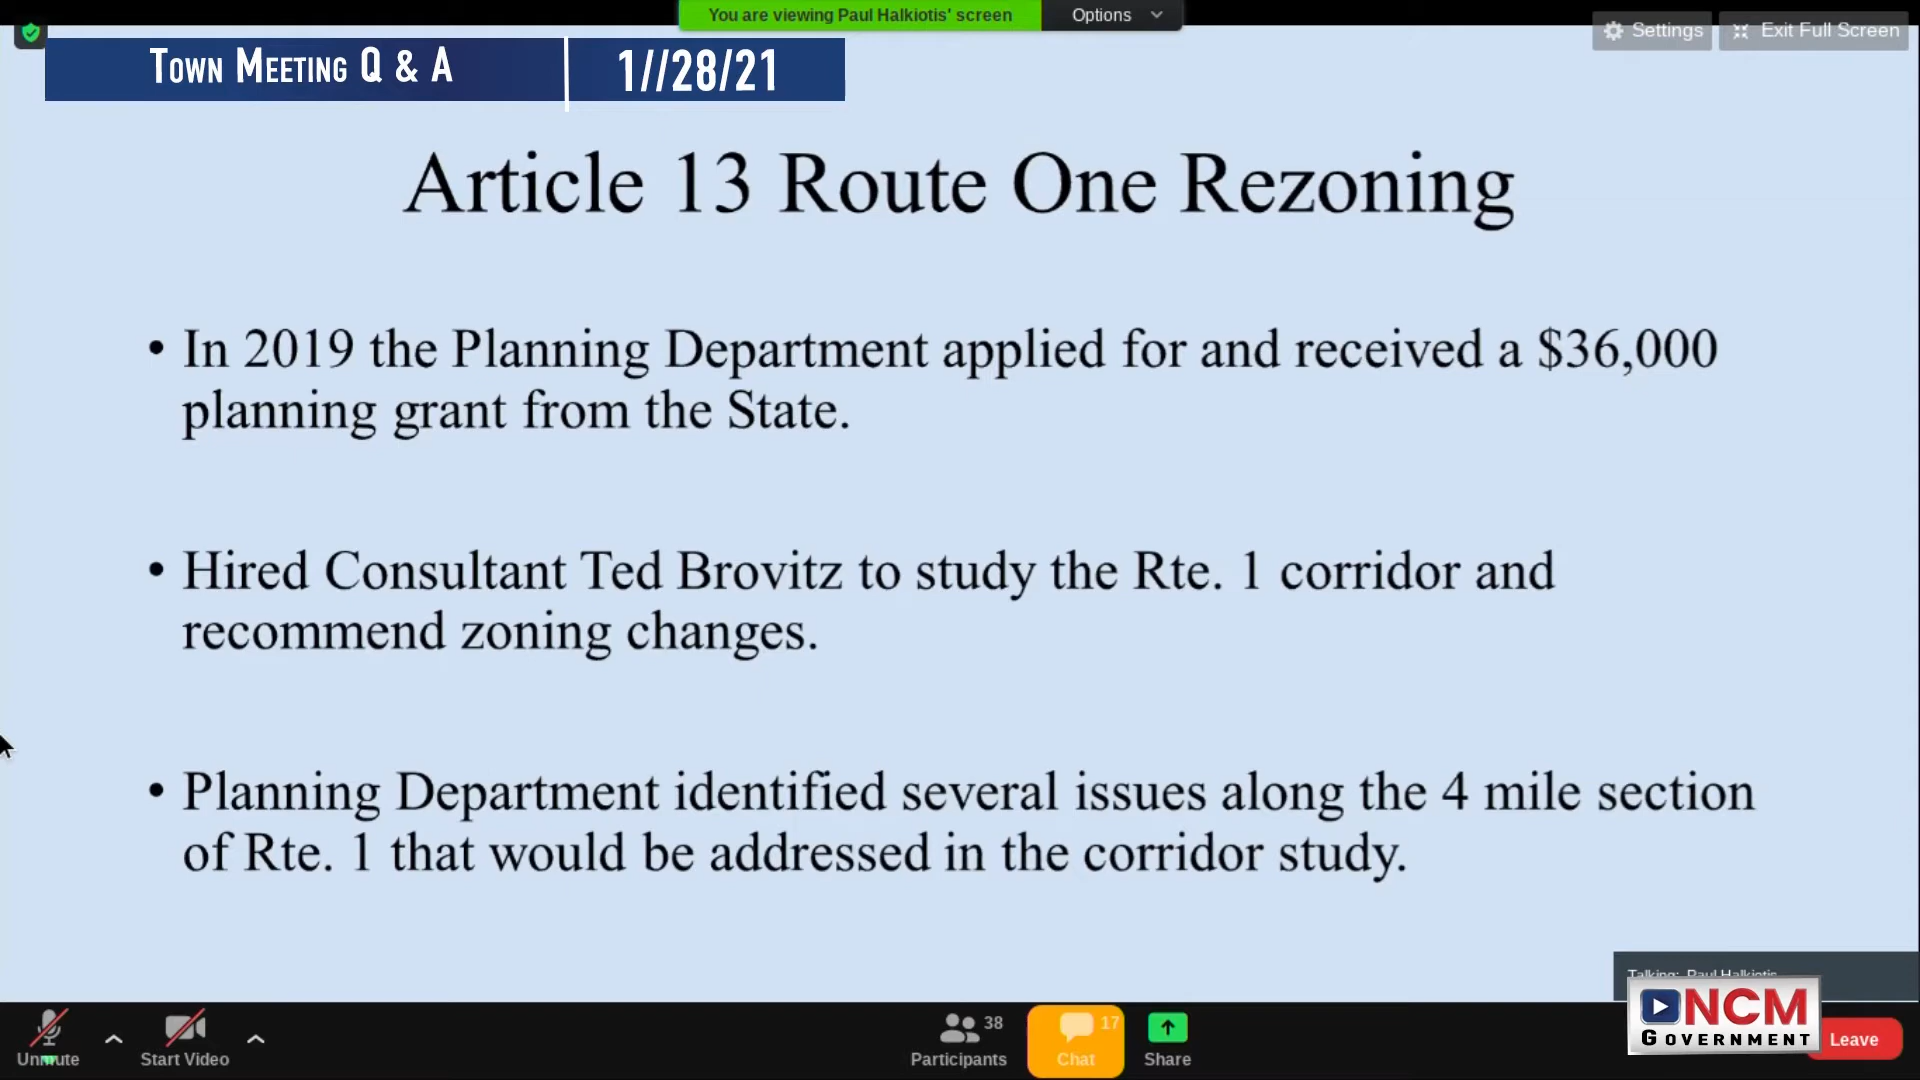 You are viewing Paul Halkiotis' screen
Options
Settings
Exit Full Screen
Town Meeting Q & A
1//28/21
Article 13 Route One Rezoning
• In 2019 the Planning Department applied for and received a $36,000
planning grant from the State.
• Hired Consultant Ted Brovitz to study the Rte. 1 corridor and
recommend zoning changes.
• Planning Department identified several issues along the 4 mile section
of Rte. 1 that would be addressed in the corridor study.
Talking: Paul Halkiotis
NCM
Government
Unmute
Start Video
38
Participants
17
Chat
Share
Leave